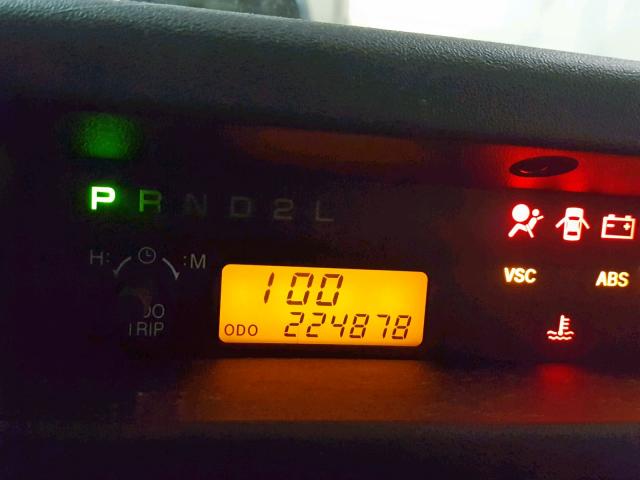 P R N D 2 L
H: :M
VSC ABS
100
ODO 224878
TRIP